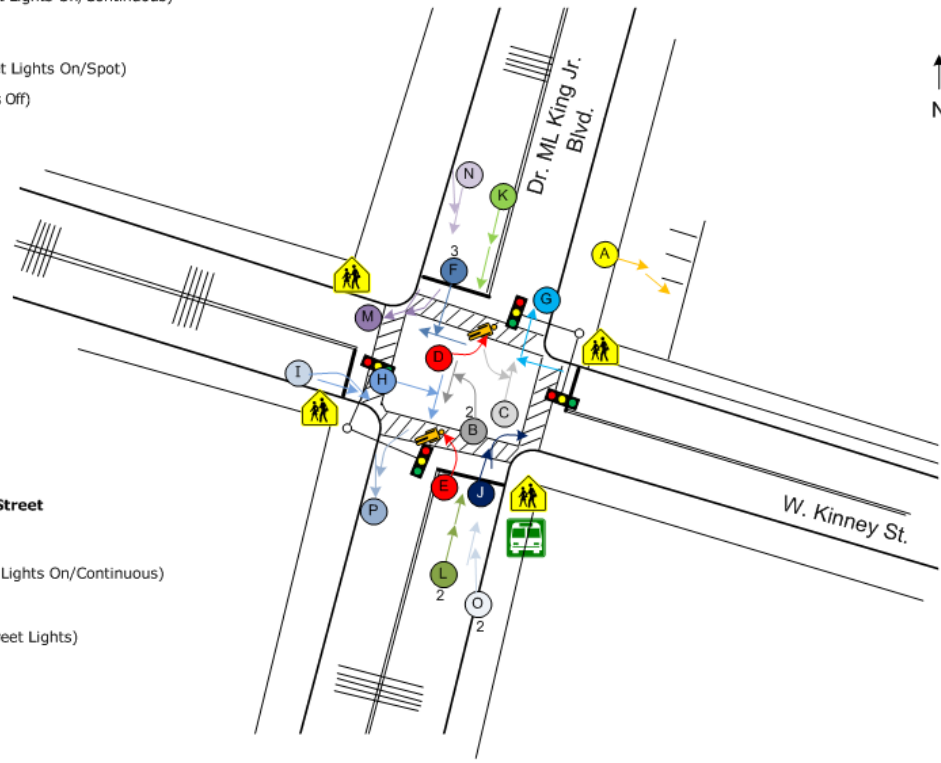 t Lights On/Spot)
s Off)
N
Dr. ML King Jr.
Blvd.
N
K
A
3
F
G
M
D
I
H
C
2
B
E
J
P
Street
W. Kinney St.
Lights On/Continuous)
L
2
O
2
reet Lights)